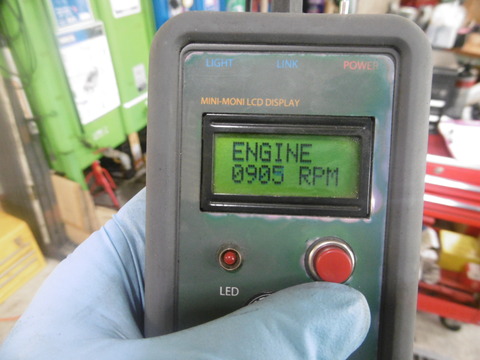 LIGHT LINK POWER
MINI-MONI LCD DISPLAY
ENGINE
0905 RPM
LED